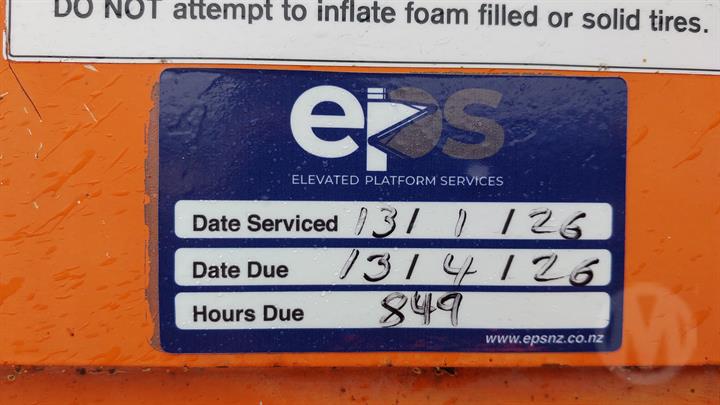 DO NOT attempt to inflate foam filled or solid tires.
eps
ELEVATED PLATFORM SERVICES
Date Serviced 13/1/26
Date Due 13/4/26
Hours Due 849
www.epsnz.co.nz
M